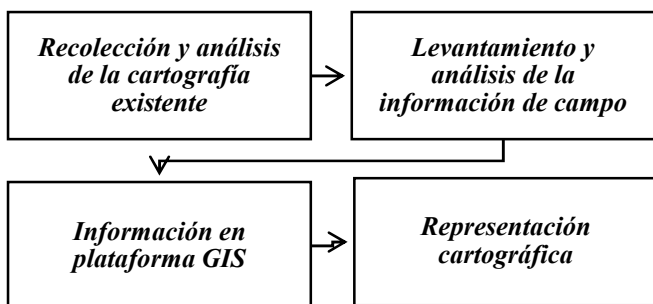 Recolección y análisis
de la cartografía
existente
Levantamiento y
análisis de la
información de campo
Información en
plataforma GIS
Representación
cartográfica